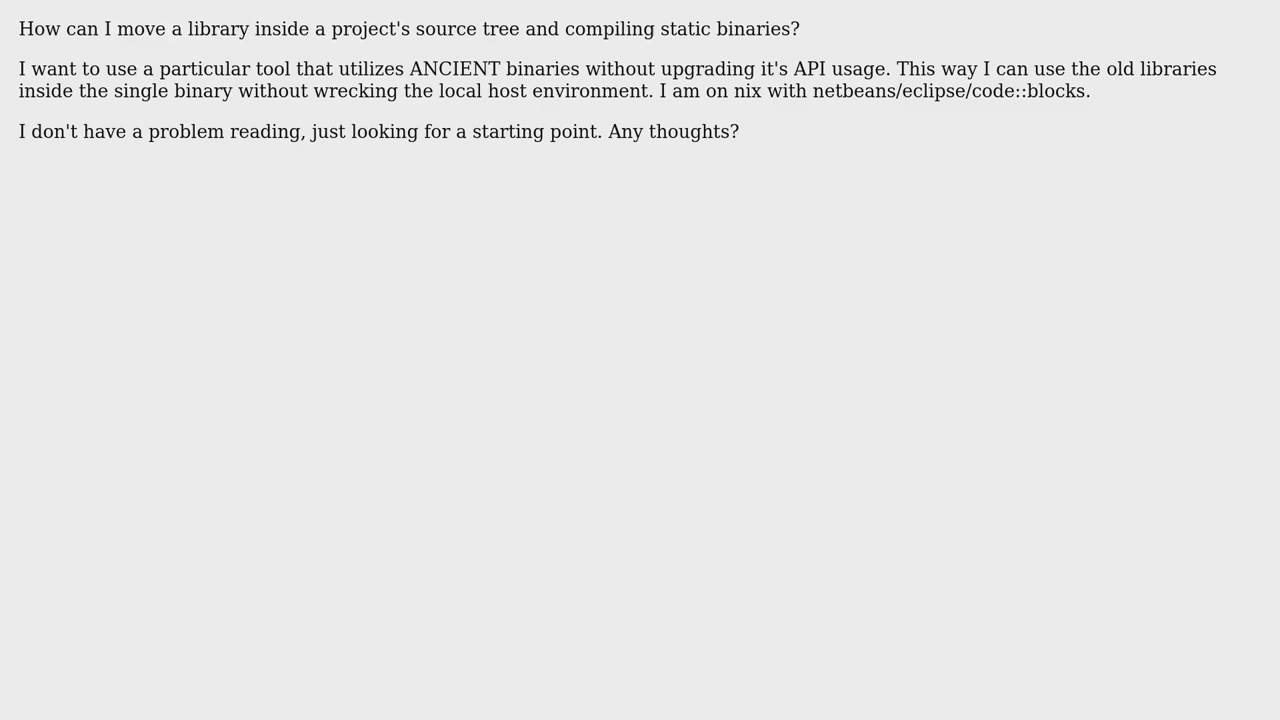 How can I move a library inside a project's source tree and compiling static binaries?
I want to use a particular tool that utilizes ANCIENT binaries without upgrading it's API usage. This way I can use the old libraries
inside the single binary without wrecking the local host environment. I am on nix with netbeans/eclipse/code::blocks.
I don't have a problem reading, just looking for a starting point. Any thoughts?